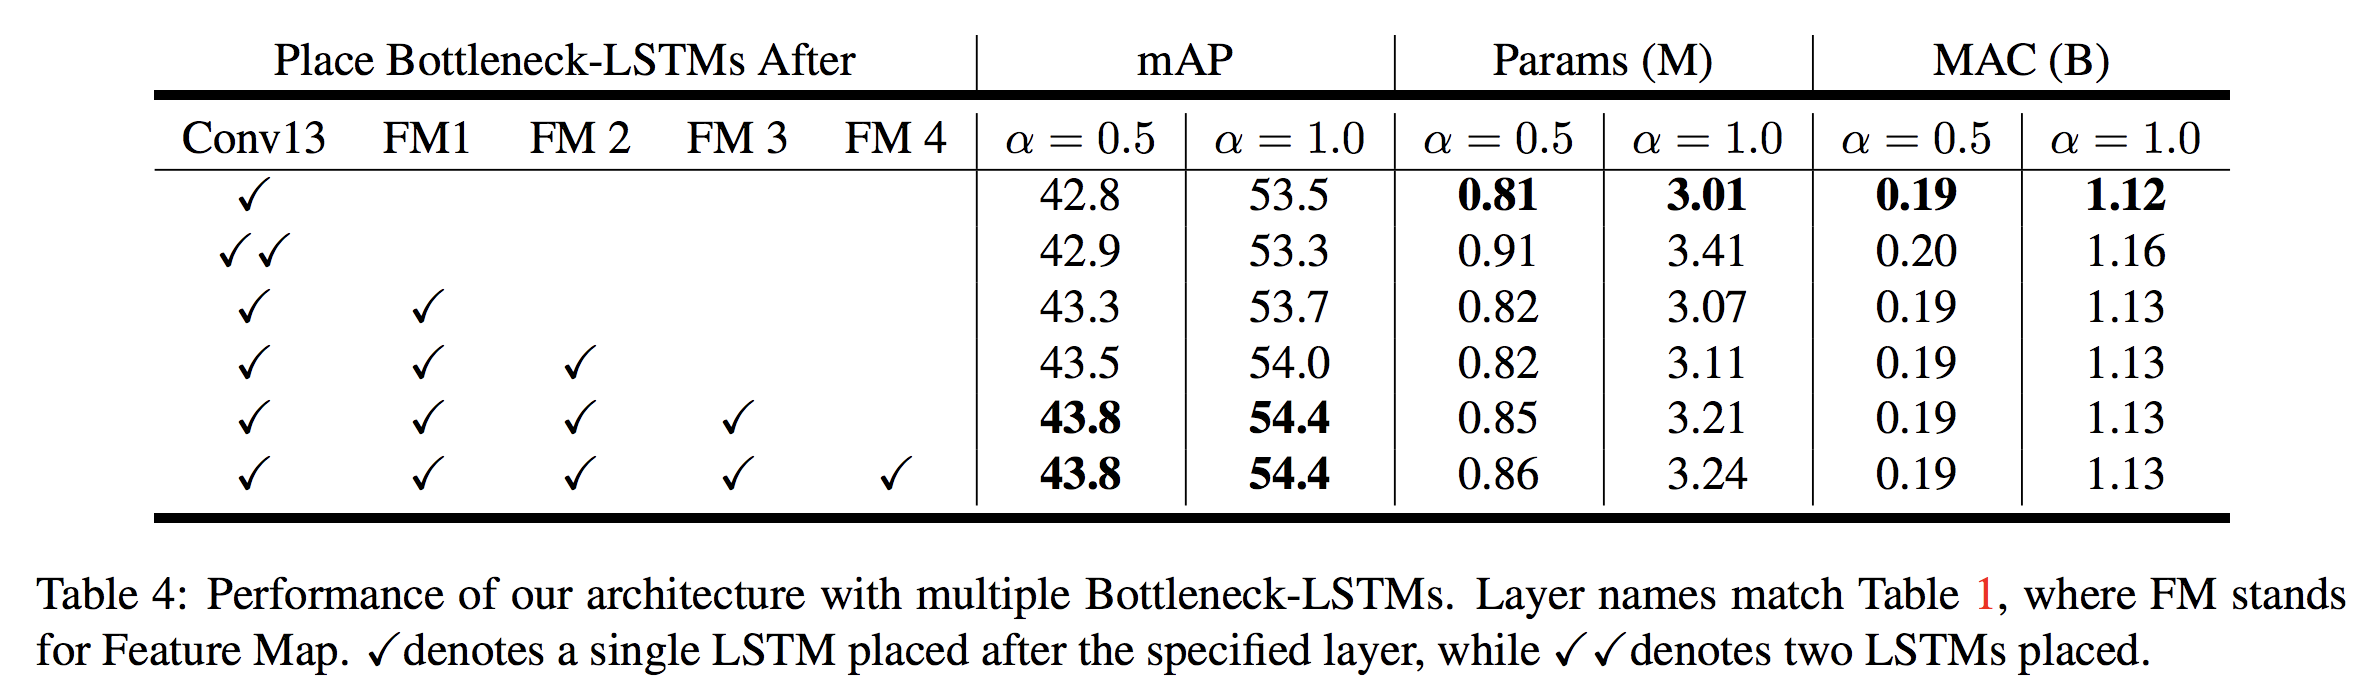 Place Bottleneck-LSTMs After mAP Params (M) MAC (B)
Conv13 FM1 FM 2 FM 3 FM 4 α = 0.5 α = 1.0 α = 0.5 α = 1.0 α = 0.5 α = 1.0
✓ 42.8 53.5 0.81 3.01 0.19 1.12
✓✓ 42.9 53.3 0.91 3.41 0.20 1.16
✓ ✓ 43.3 53.7 0.82 3.07 0.19 1.13
✓ ✓ ✓ 43.5 54.0 0.82 3.11 0.19 1.13
✓ ✓ ✓ ✓ 43.8 54.4 0.85 3.21 0.19 1.13
✓ ✓ ✓ ✓ ✓ 43.8 54.4 0.86 3.24 0.19 1.13
Table 4: Performance of our architecture with multiple Bottleneck-LSTMs. Layer names match Table 1, where FM stands
for Feature Map. ✓denotes a single LSTM placed after the specified layer, while ✓✓denotes two LSTMs placed.